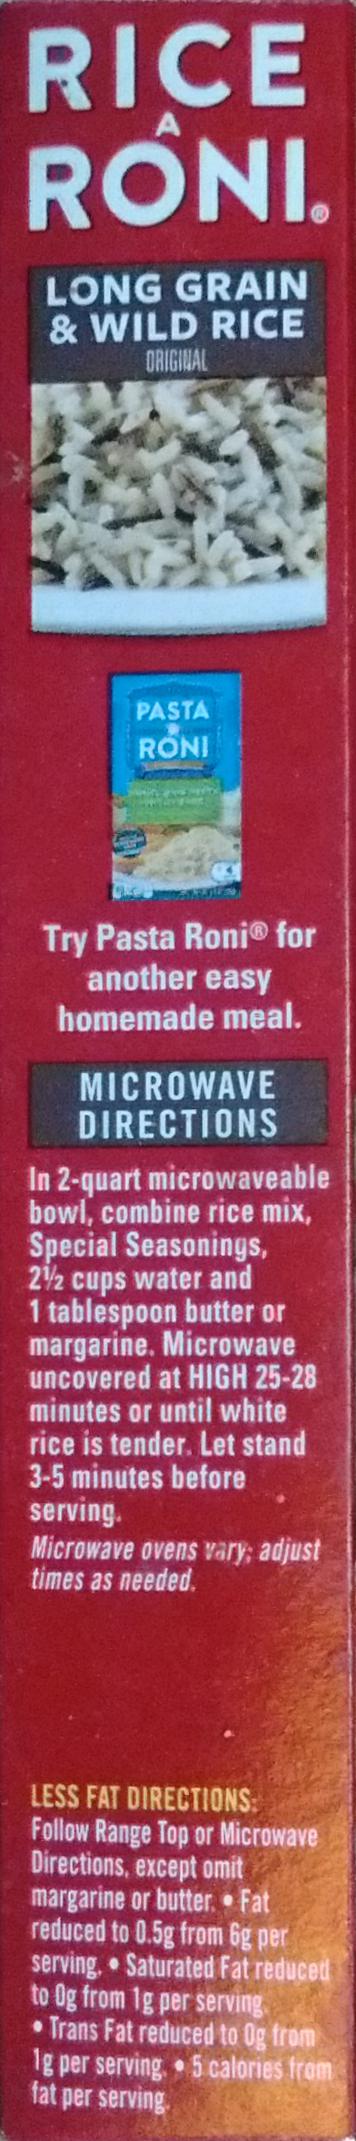 RICE
A
RONI®
LONG GRAIN
& WILD RICE
ORIGINAL
PASTA
RONI
Try Pasta Roni® for
another easy
homemade meal.
MICROWAVE
DIRECTIONS
In 2-quart microwaveable
bowl, combine rice mix,
Special Seasonings,
2½ cups water and
1 tablespoon butter or
margarine. Microwave
uncovered at HIGH 25-28
minutes or until white
rice is tender. Let stand
3-5 minutes before
serving.
Microwave ovens vary; adjust
times as needed.
LESS FAT DIRECTIONS:
Follow Range Top or Microwave
Directions, except omit
margarine or butter. • Fat
reduced to 0.5g from 6g per
serving. • Saturated Fat reduced
to 0g from 1g per serving.
• Trans Fat reduced to 0g from
1g per serving. • 5 calories from
fat per serving.